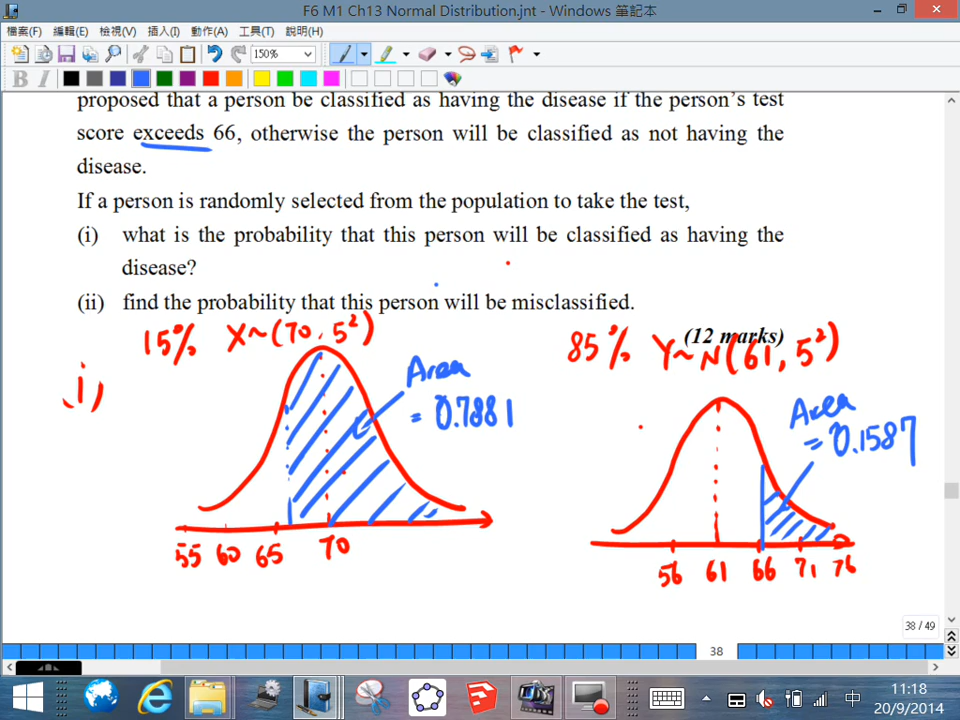 F6 M1 Ch13 Normal Distribution.jnt - Windows 筆記本
檔案(F) 編輯(E) 檢視(V) 插入(I) 動作(A) 工具(T) 說明(H)
150%
B I
proposed that a person be classified as having the disease if the person's test
score exceeds 66, otherwise the person will be classified as not having the
disease.
If a person is randomly selected from the population to take the test,
(i) what is the probability that this person will be classified as having the
disease?
(ii) find the probability that this person will be misclassified.
(12 marks)
15% X~(70, 5²)
85% Y~N(61, 5²)
i)
Area
= 0.7881
Area
= 0.1587
55 60 65 70
56 61 66 71 76
38 / 49
38
中
11:18
20/9/2014